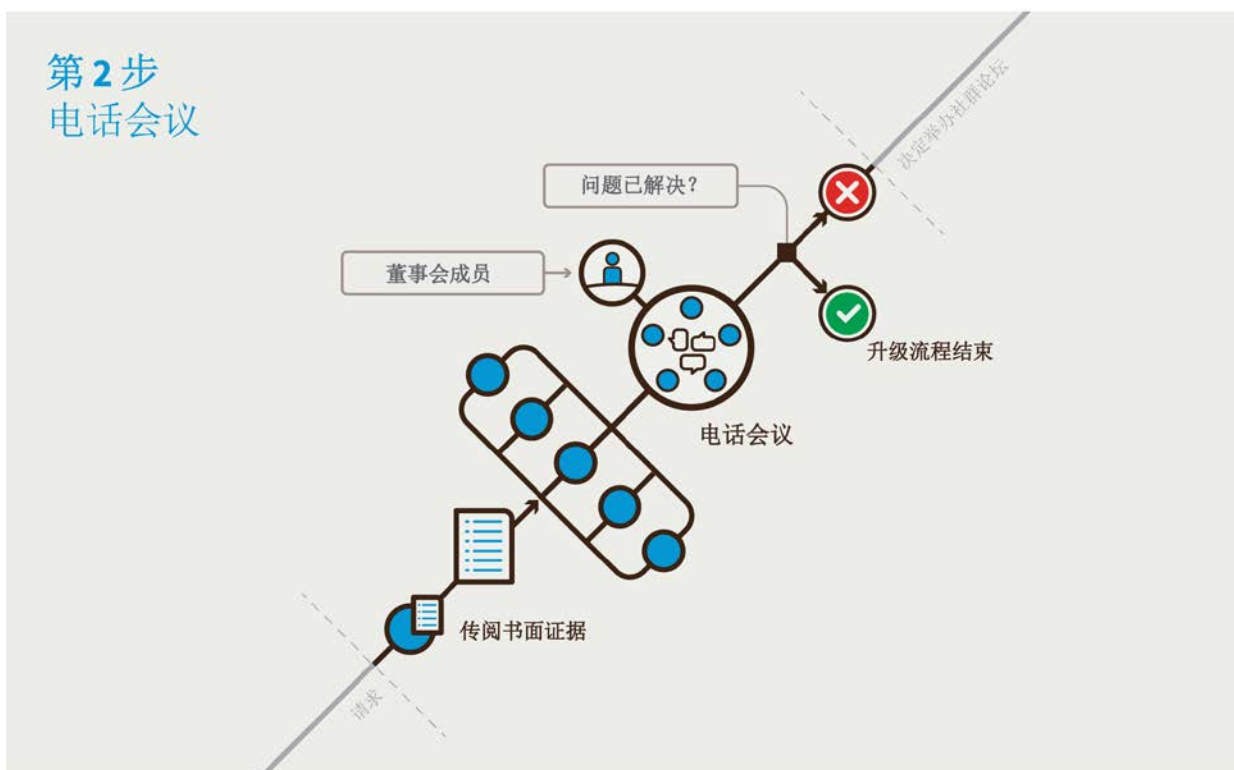 第 2 步
电话会议
决定举办社群论坛
问题已解决?
董事会成员
升级流程结束
电话会议
传阅书面证据
请求